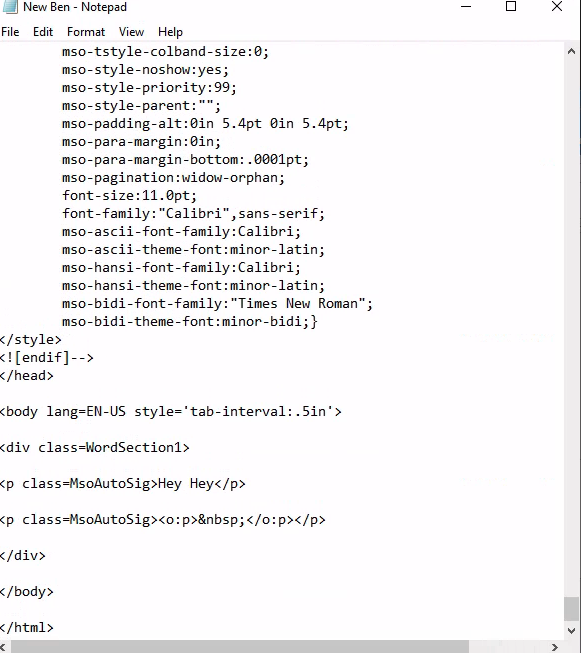 New Ben - Notepad
File Edit Format View Help
mso-tstyle-colband-size:0;
mso-style-noshow:yes;
mso-style-priority:99;
mso-style-parent:"";
mso-padding-alt:0in 5.4pt 0in 5.4pt;
mso-para-margin:0in;
mso-para-margin-bottom:.0001pt;
mso-pagination:widow-orphan;
font-size:11.0pt;
font-family:"Calibri",sans-serif;
mso-ascii-font-family:Calibri;
mso-ascii-theme-font:minor-latin;
mso-hansi-font-family:Calibri;
mso-hansi-theme-font:minor-latin;
mso-bidi-font-family:"Times New Roman";
mso-bidi-theme-font:minor-bidi;}
</style>
<![endif]-->
</head>
<body lang=EN-US style='tab-interval:.5in'>
<div class=WordSection1>
<p class=MsoAutoSig>Hey Hey</p>
<p class=MsoAutoSig><o:p>&nbsp;</o:p></p>
</div>
</body>
</html>